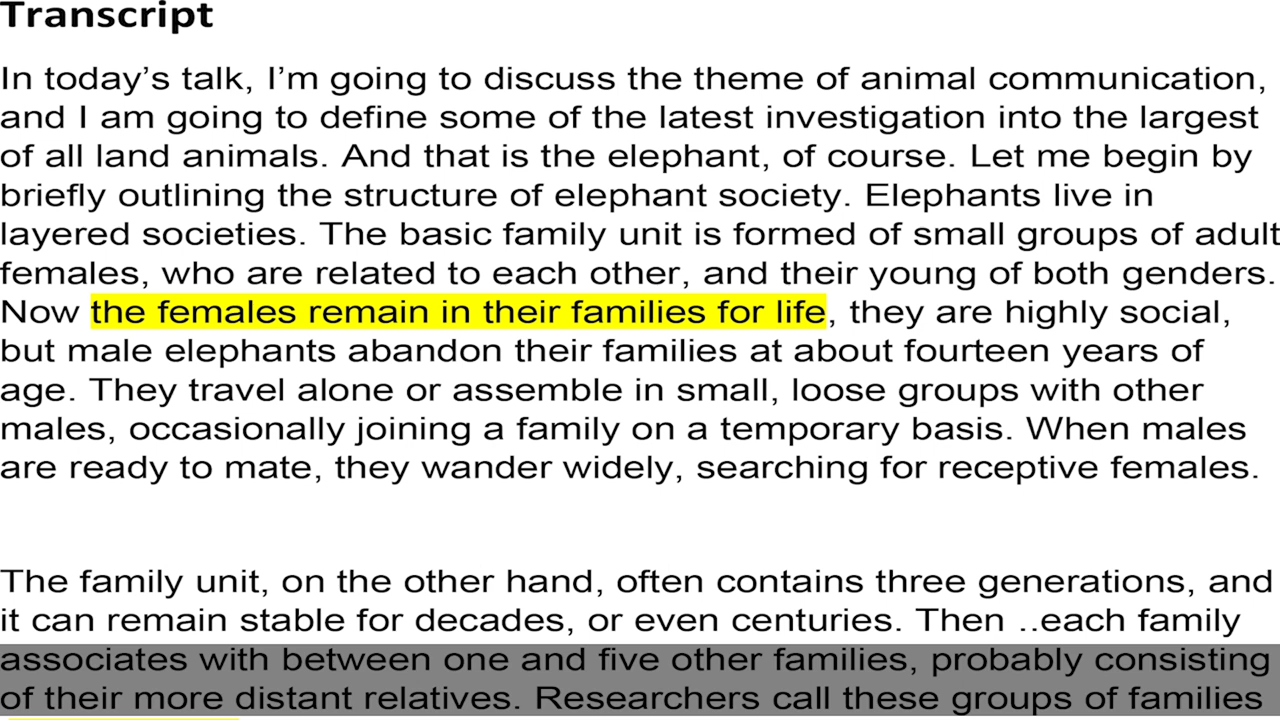 Transcript
In today’s talk, I’m going to discuss the theme of animal communication,
and I am going to define some of the latest investigation into the largest
of all land animals. And that is the elephant, of course. Let me begin by
briefly outlining the structure of elephant society. Elephants live in
layered societies. The basic family unit is formed of small groups of adult
females, who are related to each other, and their young of both genders.
Now the females remain in their families for life, they are highly social,
but male elephants abandon their families at about fourteen years of
age. They travel alone or assemble in small, loose groups with other
males, occasionally joining a family on a temporary basis. When males
are ready to mate, they wander widely, searching for receptive females.
The family unit, on the other hand, often contains three generations, and
it can remain stable for decades, or even centuries. Then ..each family
associates with between one and five other families, probably consisting
of their more distant relatives. Researchers call these groups of families